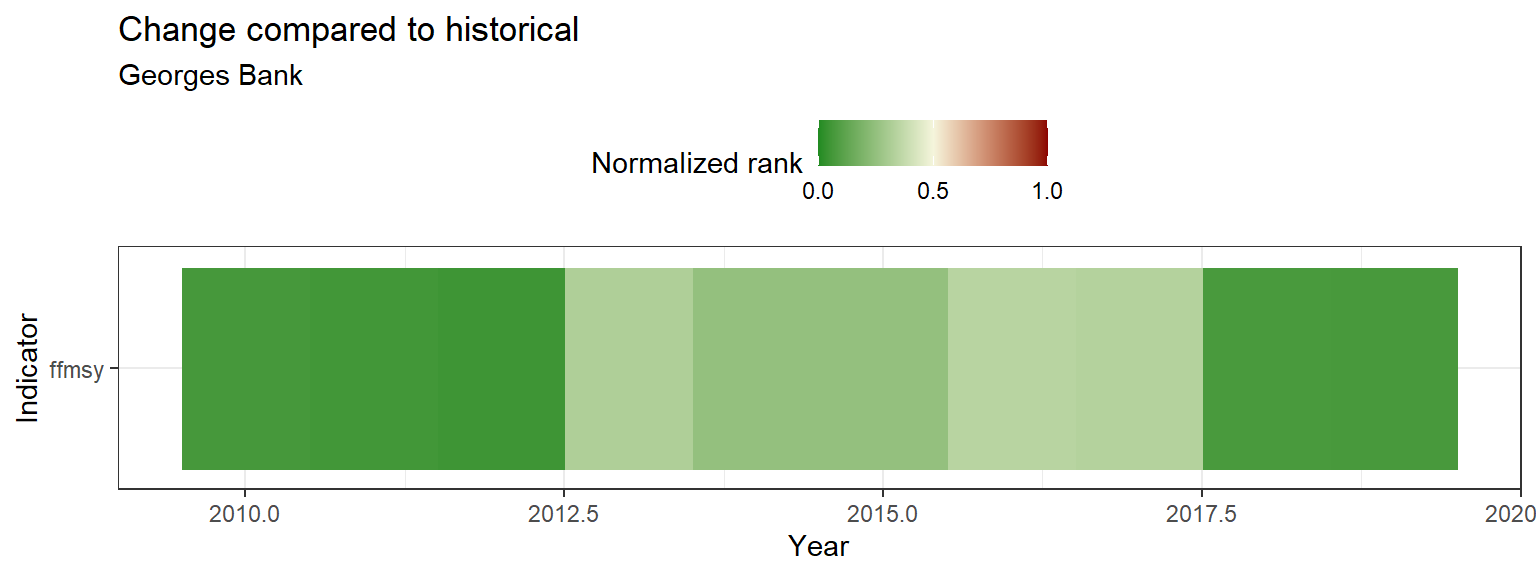 Change compared to historical
Georges Bank
Normalized rank
0.0 0.5 1.0
Indicator
ffmsy
2010.0 2012.5 2015.0 2017.5 2020
Year